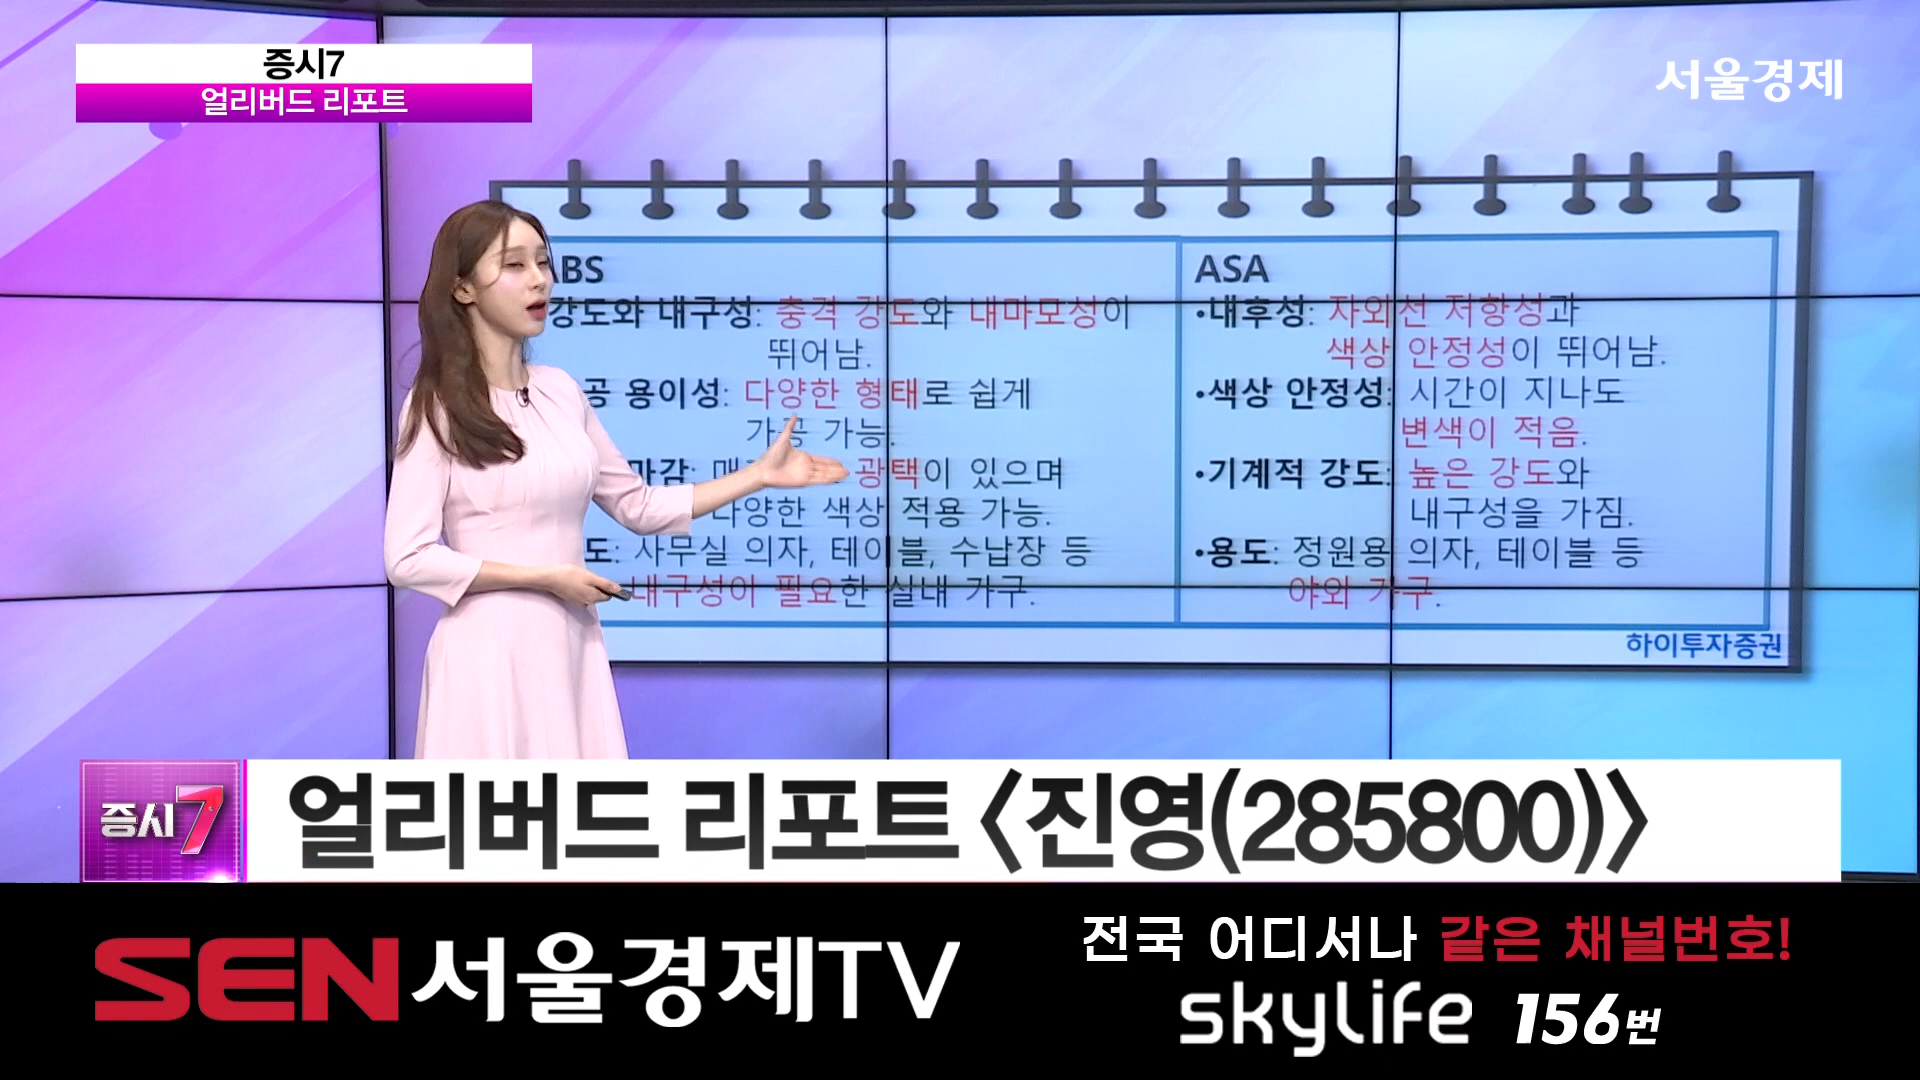 증시7
얼리버드 리포트
서울경제
BS
강도와 내구성: 충격 강도와 내마모성이
뛰어남.
공 용이성: 다양한 형태로 쉽게
가공 가능.
마감: 광택이 있으며
다양한 색상 적용 가능.
도: 사무실 의자, 테이블, 수납장 등
내구성이 필요한 실내 가구.
ASA
•내후성: 자외선 저항성과
색상 안정성이 뛰어남.
•색상 안정성: 시간이 지나도
변색이 적음.
•기계적 강도: 높은 강도와
내구성을 가짐.
•용도: 정원용 의자, 테이블 등
야외 가구.
하이투자증권
증시7
얼리버드 리포트 <진영(285800)>
SEN서울경제TV
전국 어디서나 같은 채널번호!
skylife 156번